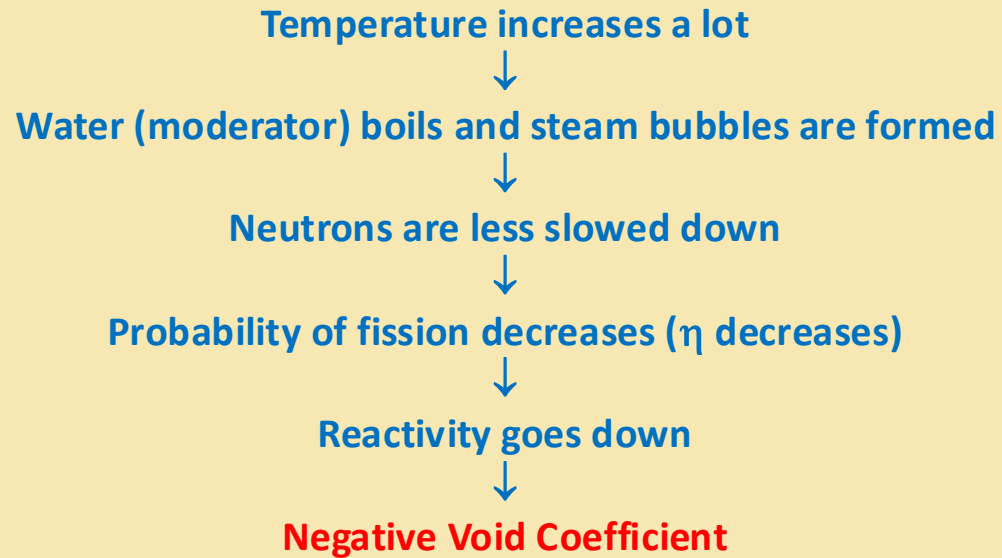 Temperature increases a lot
↓
Water (moderator) boils and steam bubbles are formed
↓
Neutrons are less slowed down
↓
Probability of fission decreases (η decreases)
↓
Reactivity goes down
↓
Negative Void Coefficient